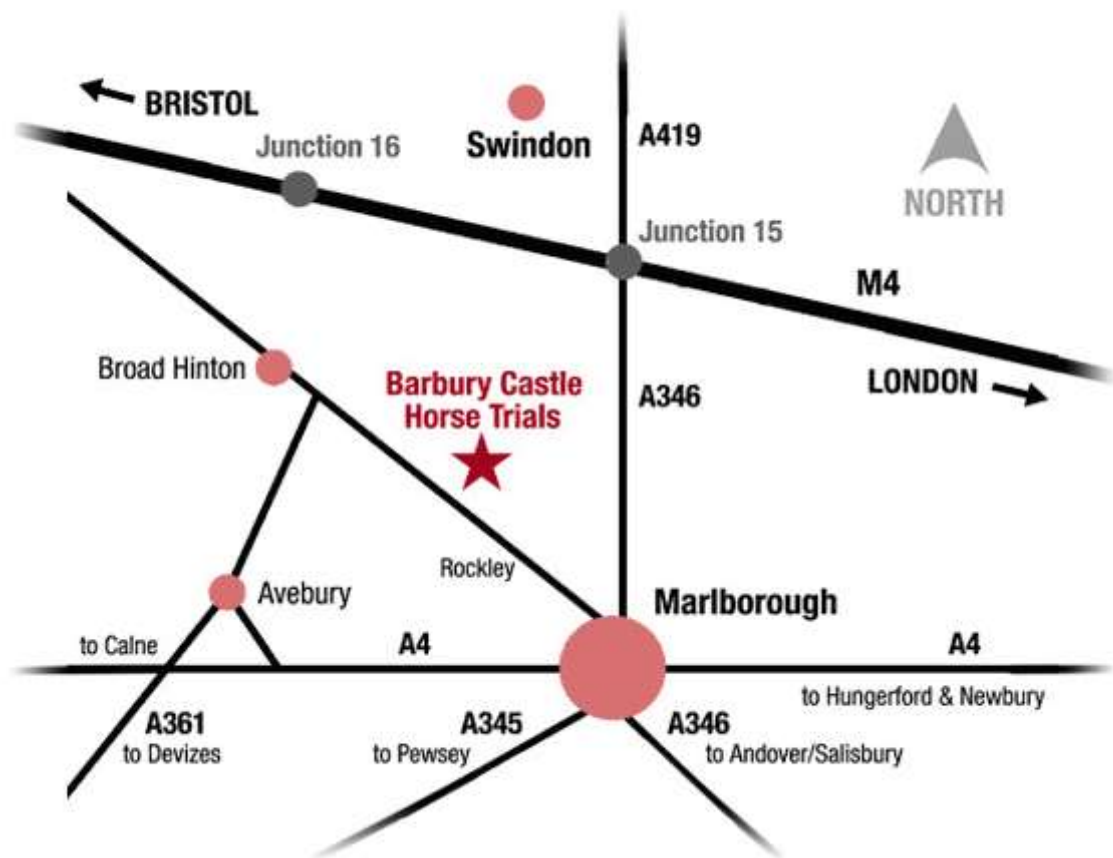 BRISTOL
Swindon
A419
Junction 16
NORTH
Junction 15
M4
Broad Hinton
Barbury Castle
Horse Trials
A346
LONDON
Rockley
Avebury
Marlborough
to Calne
A4
A4
to Hungerford & Newbury
A361
to Devizes
A345
to Pewsey
A346
to Andover/Salisbury